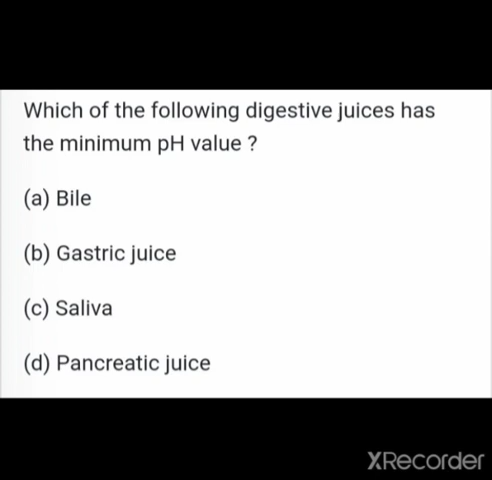 Which of the following digestive juices has
the minimum pH value ?
(a) Bile
(b) Gastric juice
(c) Saliva
(d) Pancreatic juice
XRecorder